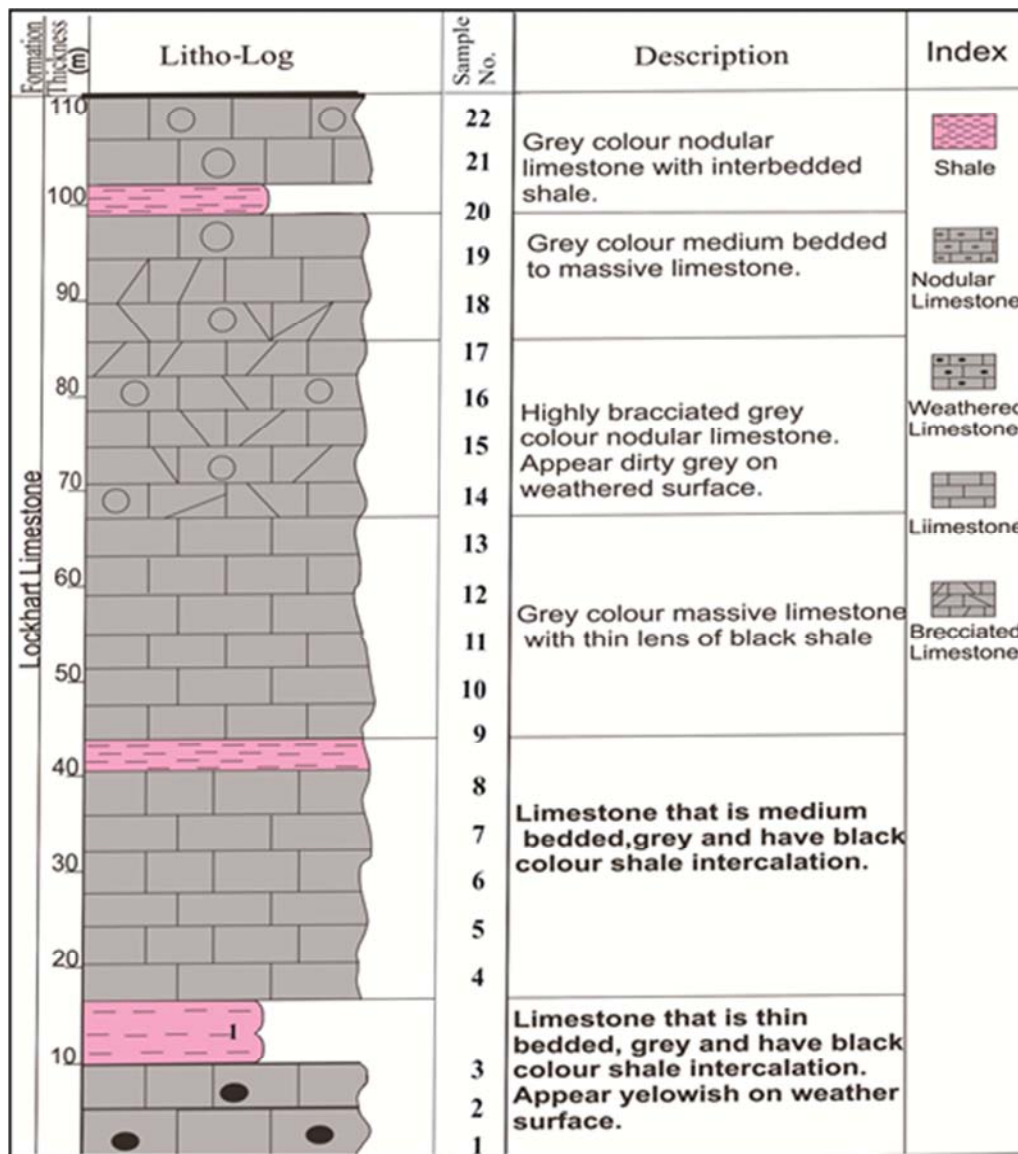 Formation
Thickness
(m)
Litho-Log
Sample
No.
Description
Index
Lockhart Limestone
110
100
90
80
70
60
50
40
30
20
10
1
22
21
20
19
18
17
16
15
14
13
12
11
10
9
8
7
6
5
4
3
2
1
Grey colour nodular
limestone with interbedded
shale.
Grey colour medium bedded
to massive limestone.
Highly bracciated grey
colour nodular limestone.
Appear dirty grey on
weathered surface.
Grey colour massive limestone
with thin lens of black shale
Limestone that is medium
bedded,grey and have black
colour shale intercalation.
Limestone that is thin
bedded, grey and have black
colour shale intercalation.
Appear yelowish on weather
surface.
Shale
Nodular
Limestone
Weathered
Limestone
Liimestone
Brecciated
Limestone